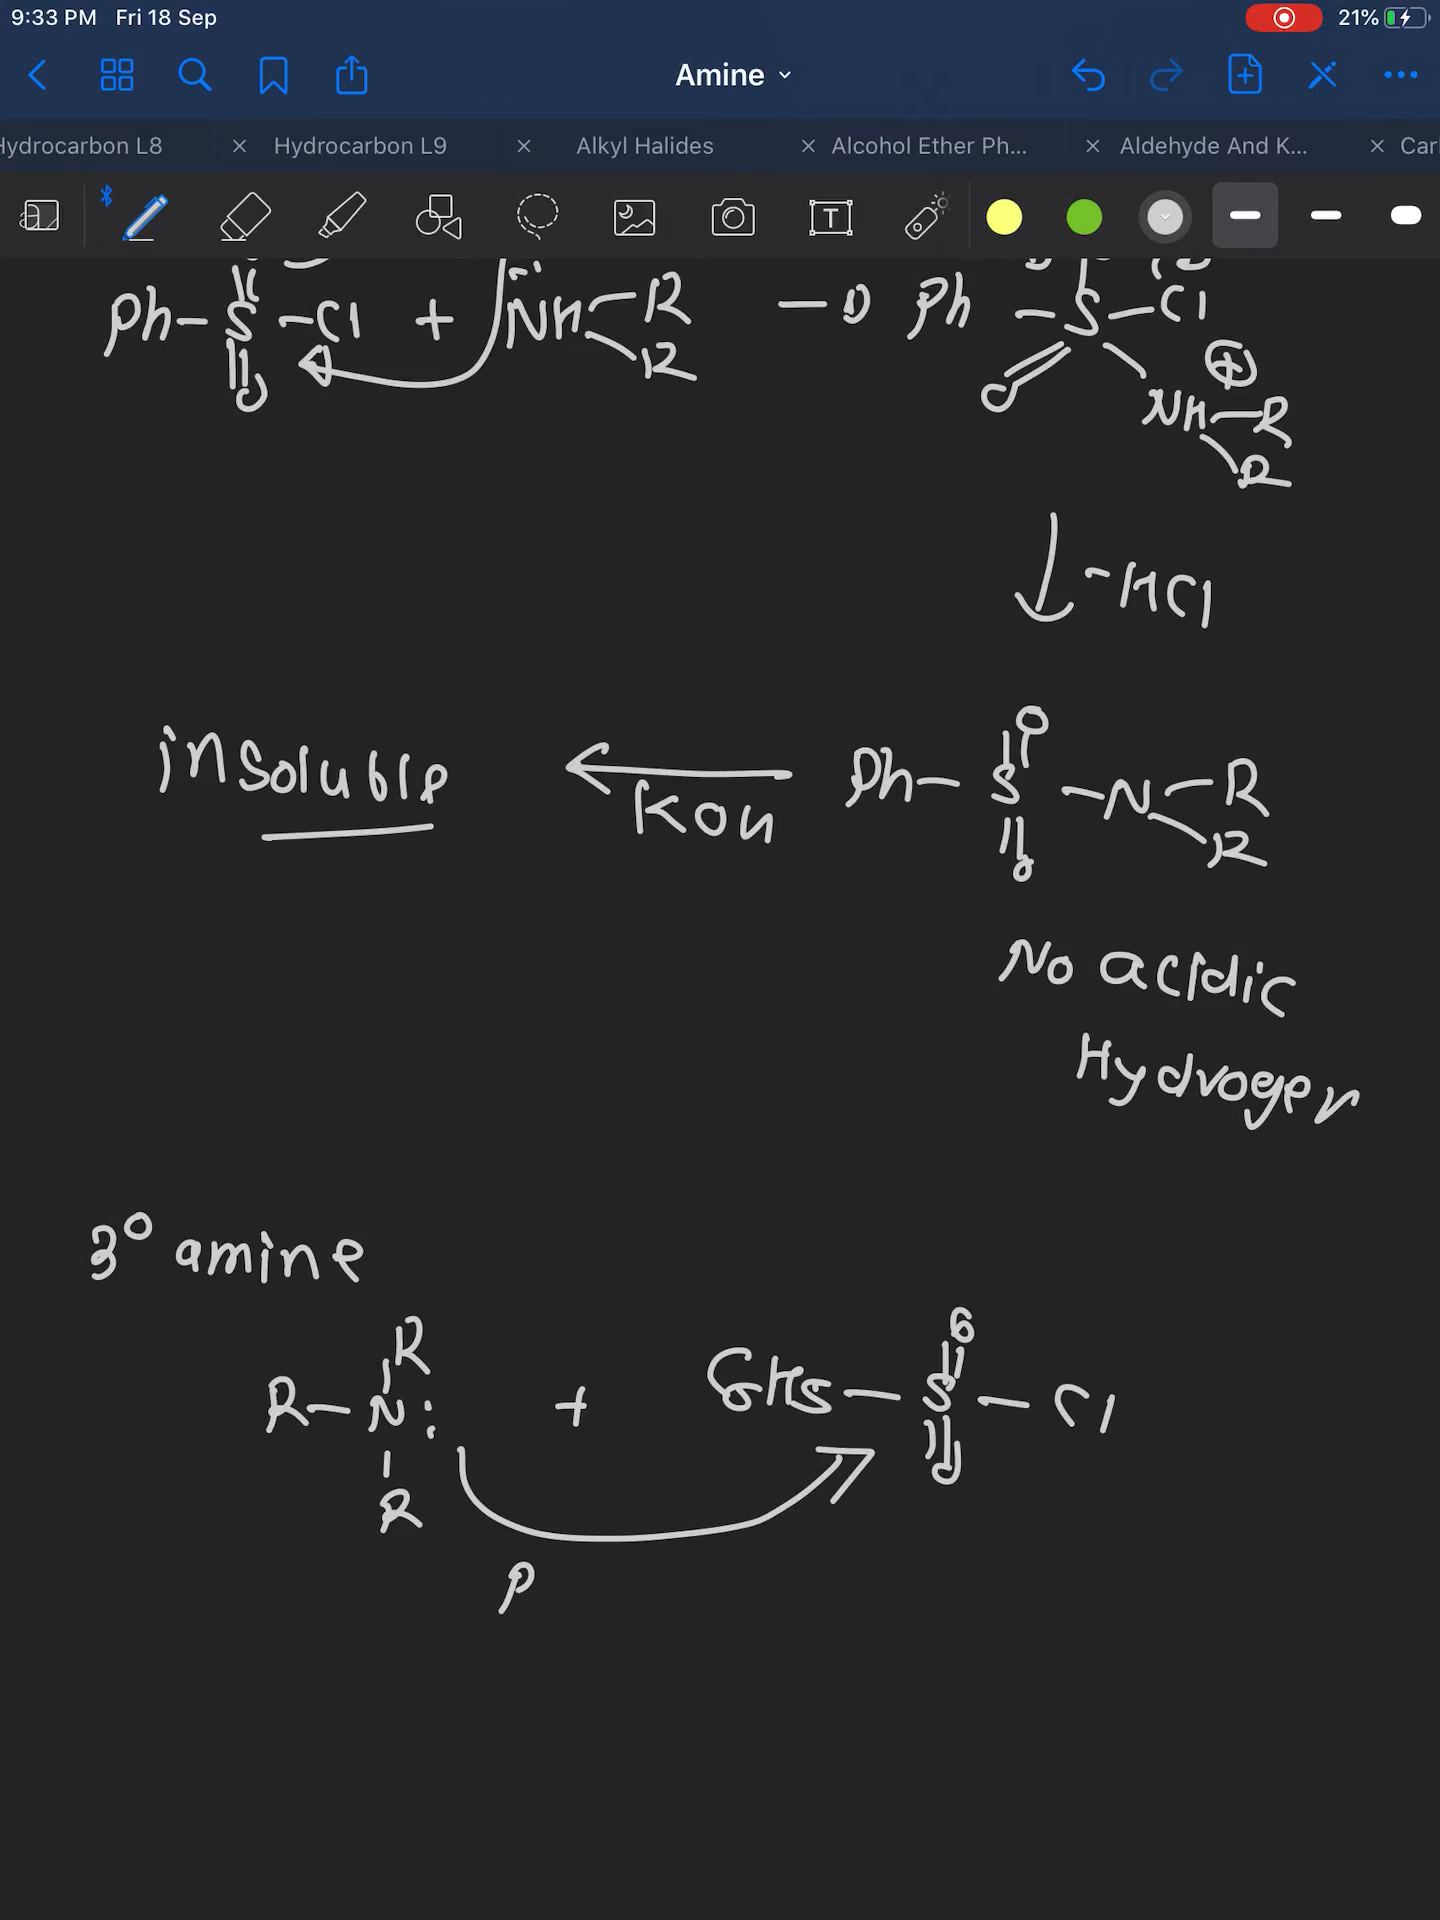 9:33 PM Fri 18 Sep 21%
Amine
Hydrocarbon L8 × Hydrocarbon L9 × Alkyl Halides × Alcohol Ether Ph... × Aldehyde And K... × Car
T
Ph-S-Cl + NH-R → Ph-S-Cl
O R O NH-R
⊕
R
-HCl
O
insoluble ← Ph-S-N-R
KOH O R
No acidic
Hydrogen
3° amine
R O
R-N: + C6H5-S-Cl
R O
P